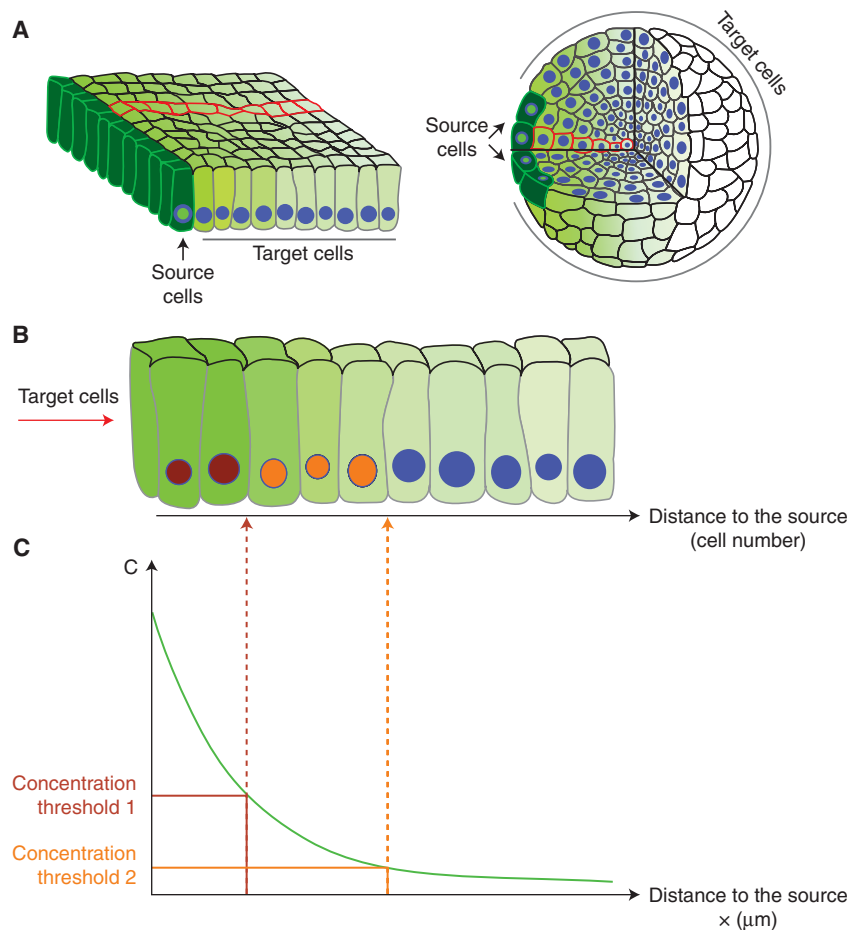 A
Source
cells
Target cells
Source
cells
Target cells
B
Target cells
Distance to the source
(cell number)
C
C
Concentration
threshold 1
Concentration
threshold 2
Distance to the source
× (μm)